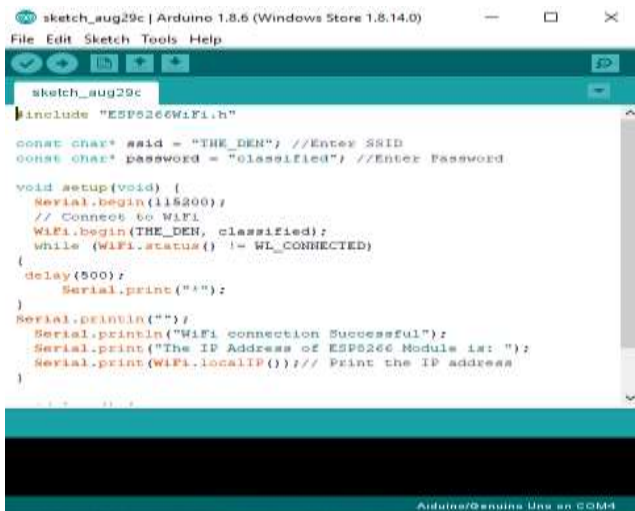 sketch_aug29c | Arduino 1.8.6 (Windows Store 1.8.14.0)
File Edit Sketch Tools Help
sketch_aug29c
#include "ESP8266WiFi.h"
const char* ssid = "THE_DEN"; //Enter SSID
const char* password = "classified"; //Enter Password
void setup(void) {
Serial.begin(115200);
// Connect to WiFi
WiFi.begin(THE_DEN, classified);
while (WiFi.status() != WL_CONNECTED)
{
delay(500);
Serial.print("*");
}
Serial.println("");
Serial.println("WiFi connection Successful");
Serial.print("The IP Address of ESP8266 Module is: ");
Serial.print(WiFi.localIP());// Print the IP address
}
Arduino/Genuino Uno on COM4